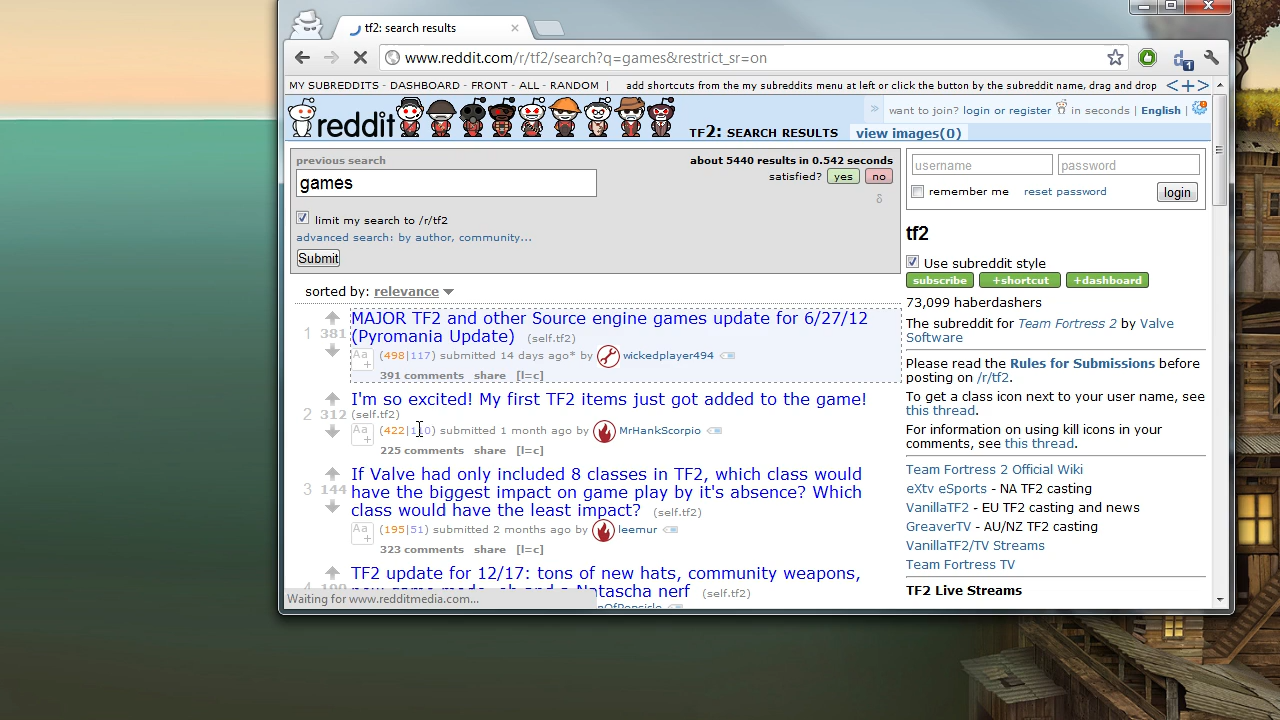 tf2: search results
www.reddit.com/r/tf2/search?q=games&restrict_sr=on
MY SUBREDDITS - DASHBOARD - FRONT - ALL - RANDOM | add shortcuts from the my subreddits menu at left or click the button by the subreddit name, drag and drop <+>
reddit TF2: SEARCH RESULTS view images(0)
» want to join? login or register in seconds | English |
previous search
about 5440 results in 0.542 seconds
games
satisfied? yes no
limit my search to /r/tf2
advanced search: by author, community...
Submit
sorted by: relevance
1 381 MAJOR TF2 and other Source engine games update for 6/27/12
(Pyromania Update) (self.tf2)
Aa + (498|117) submitted 14 days ago* by wickedplayer494
391 comments share [l=c]
2 312 I'm so excited! My first TF2 items just got added to the game!
(self.tf2)
Aa + (422|110) submitted 1 month ago by MrHankScorpio
225 comments share [l=c]
3 144 If Valve had only included 8 classes in TF2, which class would
have the biggest impact on game play by it's absence? Which
class would have the least impact? (self.tf2)
Aa + (195|51) submitted 2 months ago by leemur
323 comments share [l=c]
TF2 update for 12/17: tons of new hats, community weapons,
new game mode, oh and a Natascha nerf (self.tf2)
Waiting for www.redditmedia.com...
username password
remember me reset password login
tf2
Use subreddit style
subscribe +shortcut +dashboard
73,099 haberdashers
The subreddit for Team Fortress 2 by Valve
Software
Please read the Rules for Submissions before
posting on /r/tf2.
To get a class icon next to your user name, see
this thread.
For information on using kill icons in your
comments, see this thread.
Team Fortress 2 Official Wiki
eXtv eSports - NA TF2 casting
VanillaTF2 - EU TF2 casting and news
GreaverTV - AU/NZ TF2 casting
VanillaTF2/TV Streams
Team Fortress TV
TF2 Live Streams